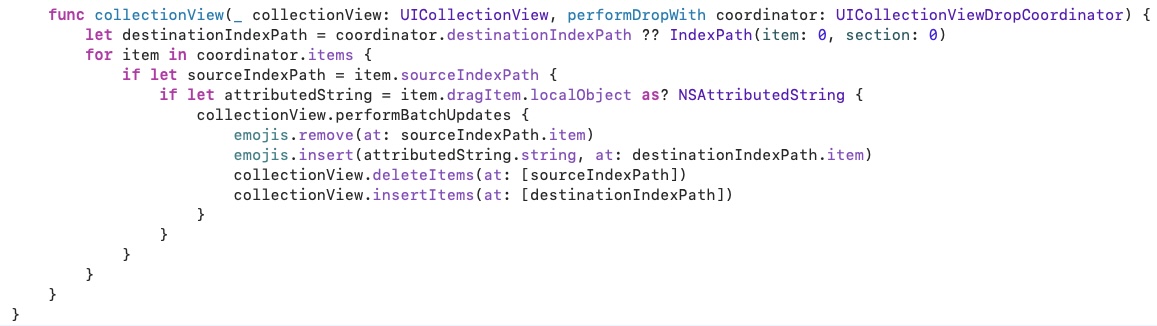 func collectionView(_ collectionView: UICollectionView, performDropWith coordinator: UICollectionViewDropCoordinator) {
let destinationIndexPath = coordinator.destinationIndexPath ?? IndexPath(item: 0, section: 0)
for item in coordinator.items {
if let sourceIndexPath = item.sourceIndexPath {
if let attributedString = item.dragItem.localObject as? NSAttributedString {
collectionView.performBatchUpdates {
emojis.remove(at: sourceIndexPath.item)
emojis.insert(attributedString.string, at: destinationIndexPath.item)
collectionView.deleteItems(at: [sourceIndexPath])
collectionView.insertItems(at: [destinationIndexPath])
}
}
}
}
}
}